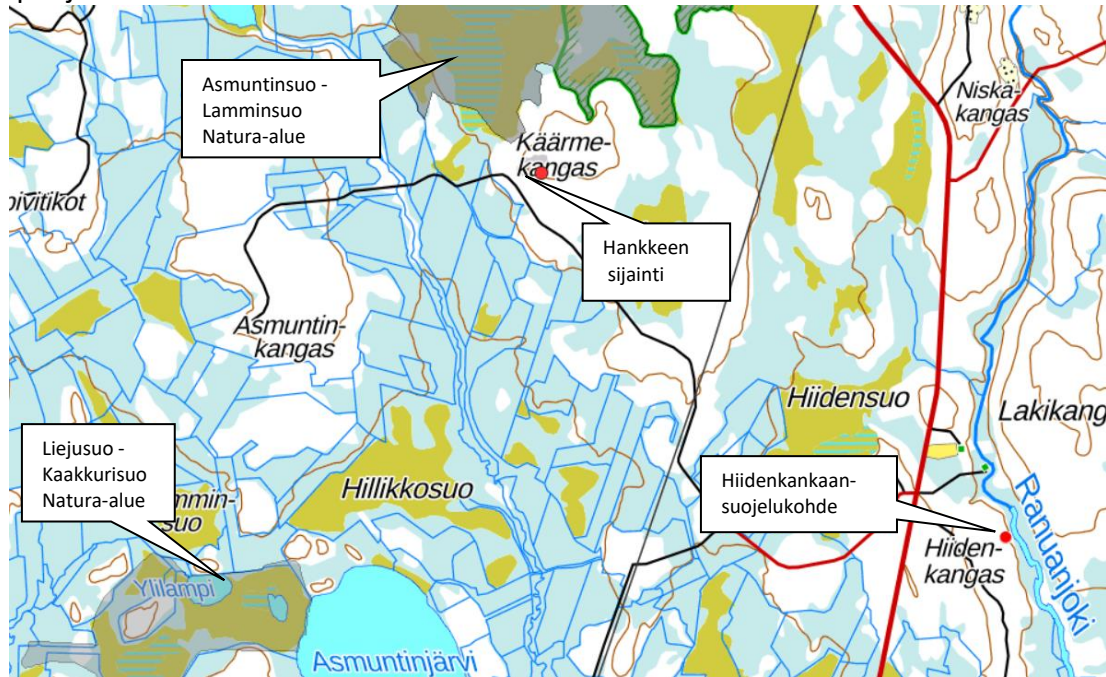 Asmuntinsuo -
Lamminsuo
Natura-alue
Niska-
kangas
Käärme-
kangas
Hankkeen
sijainti
Asmuntin-
kangas
Hiidensuo
Lakikang
Liejusuo -
Kaakkurisuo
Natura-alue
mmin-
suo
Hillikkosuo
Hiidenkankaan-
suojelukohde
Hiiden-
kangas
Ranuanjoki
Ylilampi
Asmuntinjärvi